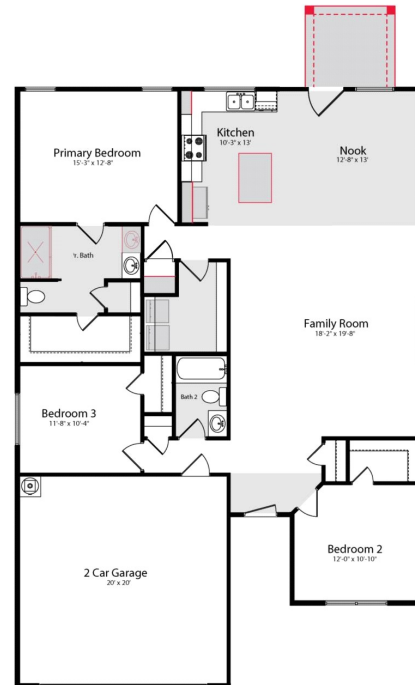 Kitchen
10'-3" x 13'
Nook
12'-8" x 13'
Primary Bedroom
15'-3" x 12'-8"
'r. Bath
Family Room
18'-2" x 19'-8"
Bath 2
Bedroom 3
11'-8" x 10'-4"
Bedroom 2
12'-0" x 10'-10"
2 Car Garage
20' x 20'